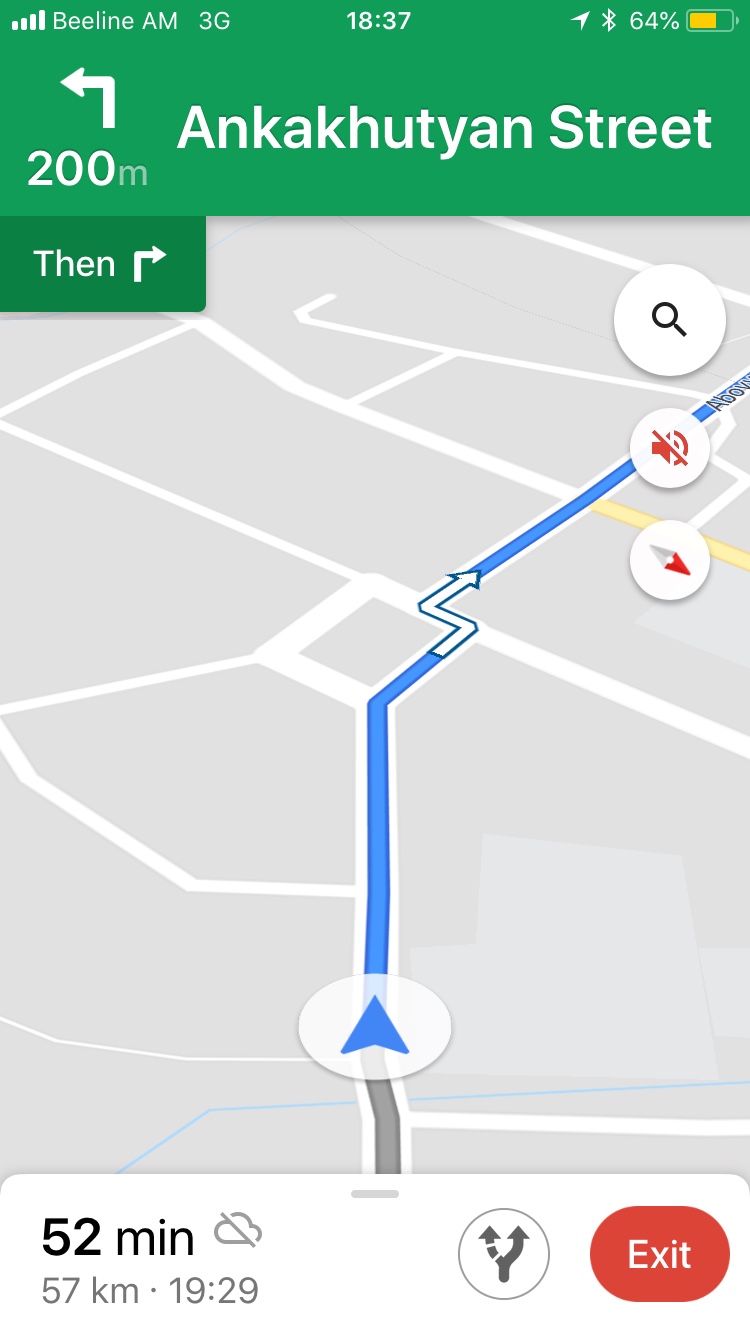 Beeline AM 3G 18:37 64%
Ankakhutyan Street
200m
Then
52 min
57 km · 19:29
Exit